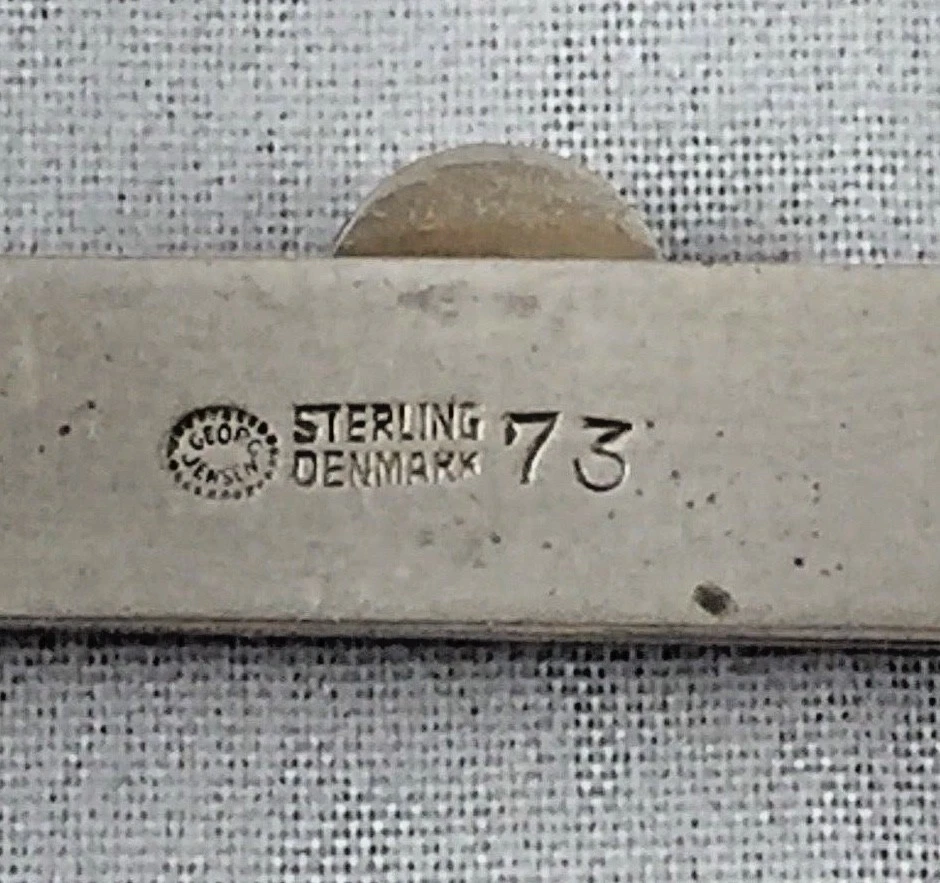 GEORG
JENSEN
STERLING
DENMARK
73